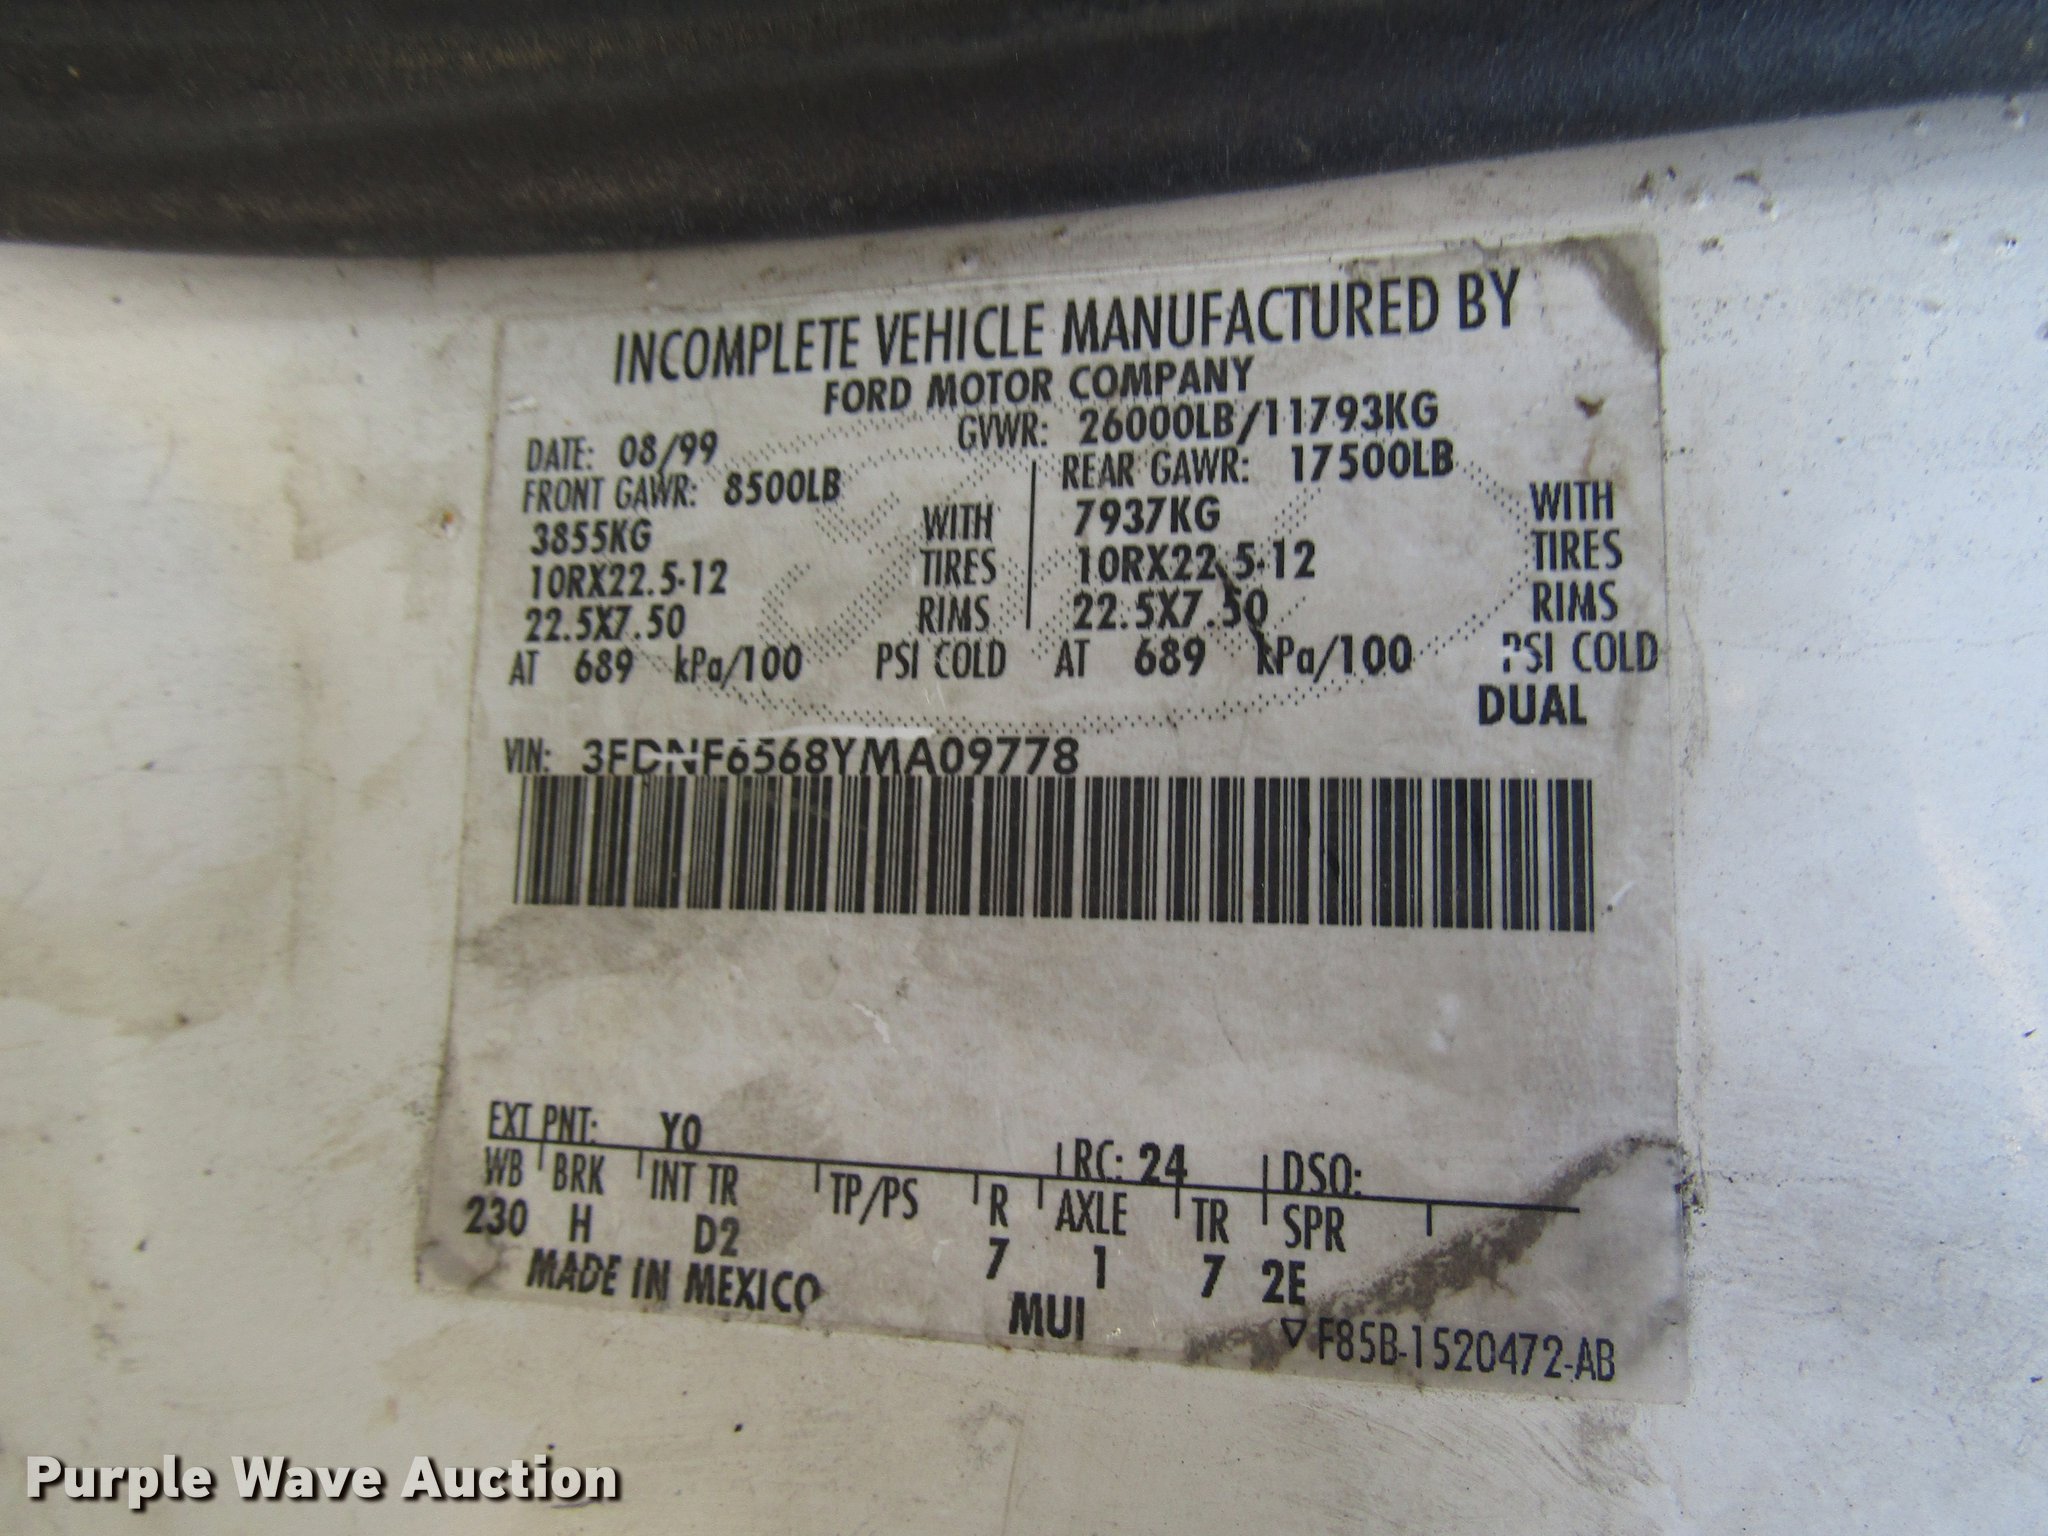 INCOMPLETE VEHICLE MANUFACTURED BY
FORD MOTOR COMPANY
DATE: 08/99 GVWR: 26000LB/11793KG
FRONT GAWR: 8500LB REAR GAWR: 17500LB
3855KG WITH 7937KG WITH
10RX22.5-12 TIRES 10RX22.5-12 TIRES
22.5X7.50 RIMS 22.5X7.50 RIMS
AT 689 kPa/100 PSI COLD AT 689 kPa/100 PSI COLD
DUAL
VIN: 3FDNF6568YMA09778
EXT PNT: Y0 RC: 24 DSO:
WB BRK INT TR TP/PS R AXLE TR SPR
230 H D2 7 1 7 2E
MADE IN MEXICO MUI
▽ F85B-1520472-AB
Purple Wave Auction